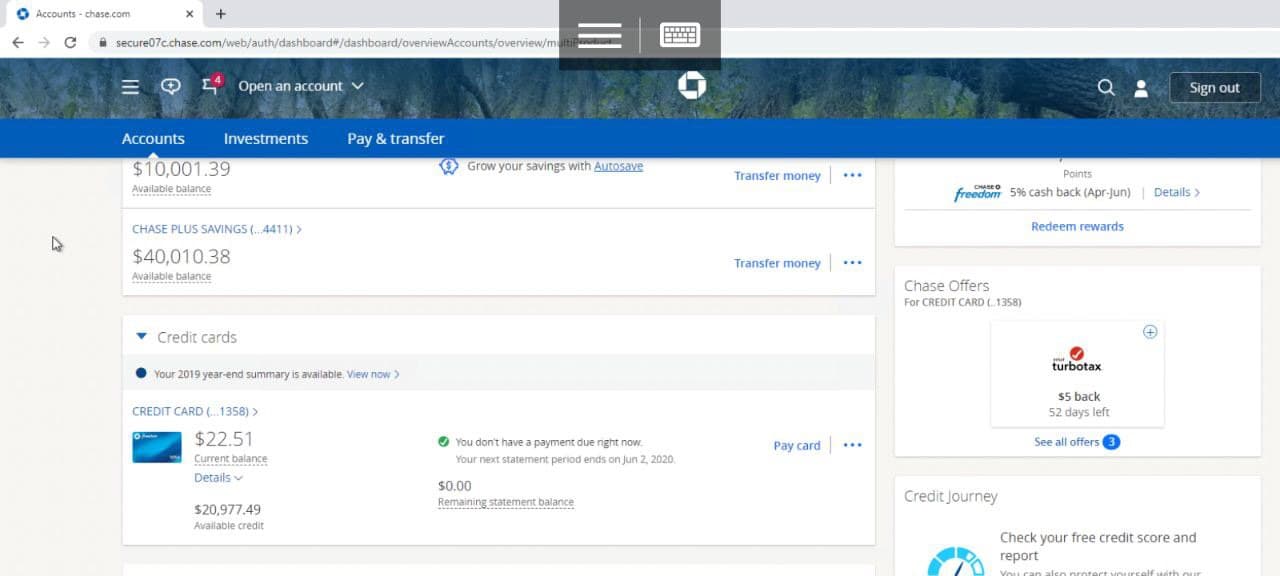 Accounts - chase.com
secure07c.chase.com/web/auth/dashboard#/dashboard/overviewAccounts/overview/
4
Open an account
Sign out
Accounts
Investments
Pay & transfer
$10,001.39
Available balance
Grow your savings with Autosave
Transfer money
CHASE PLUS SAVINGS (...4411)
$40,010.38
Available balance
Transfer money
Credit cards
Your 2019 year-end summary is available. View now
CREDIT CARD (...1358)
$22.51
Current balance
Details
$20,977.49
Available credit
You don't have a payment due right now.
Your next statement period ends on Jun 2, 2020.
$0.00
Remaining statement balance
Pay card
Points
CHASE
freedom
5% cash back (Apr-Jun) | Details
Redeem rewards
Chase Offers
For CREDIT CARD (..1358)
turbotax
$5 back
52 days left
See all offers 3
Credit Journey
Check your free credit score and
report
You can also protect yourself with our